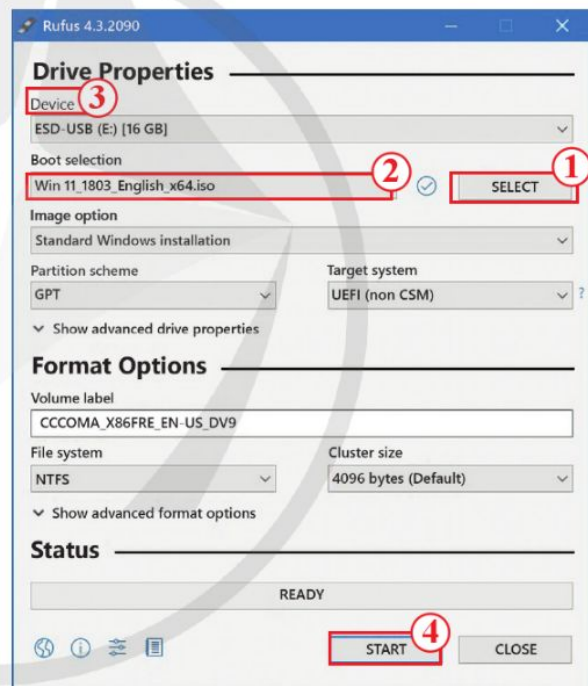 Rufus 4.3.2090
Drive Properties
Device 3
ESD-USB (E:) [16 GB]
Boot selection
2 1
Win 11_1803_English_x64.iso SELECT
Image option
Standard Windows installation
Partition scheme Target system
GPT UEFI (non CSM) ?
Show advanced drive properties
Format Options
Volume label
CCCOMA_X86FRE_EN-US_DV9
File system Cluster size
NTFS 4096 bytes (Default)
Show advanced format options
Status
READY
4
START CLOSE